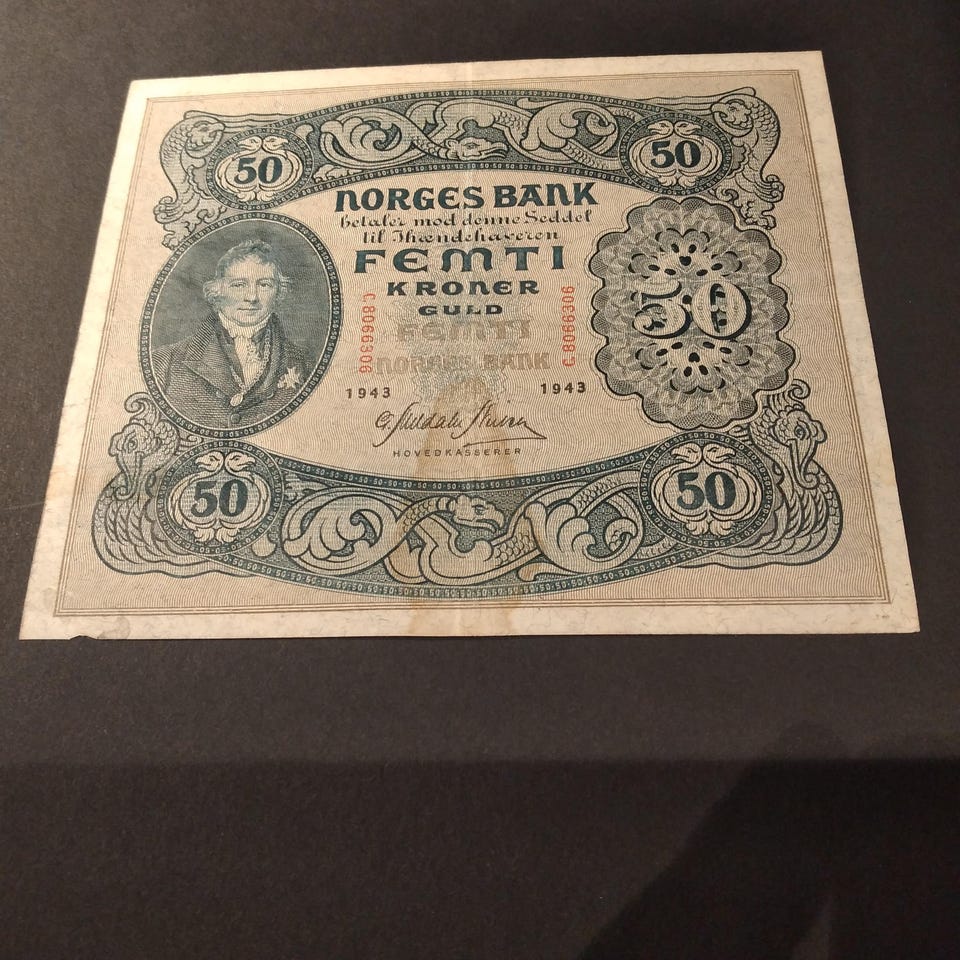 50
50
NORGES BANK
betaler mod denne Seddel
til Ihændehaveren
FEMTI
KRONER
GULD
FEMTI
NORGES BANK
50
C.8066306
C.8066306
1943
1943
HOVEDKASSERER
50
50